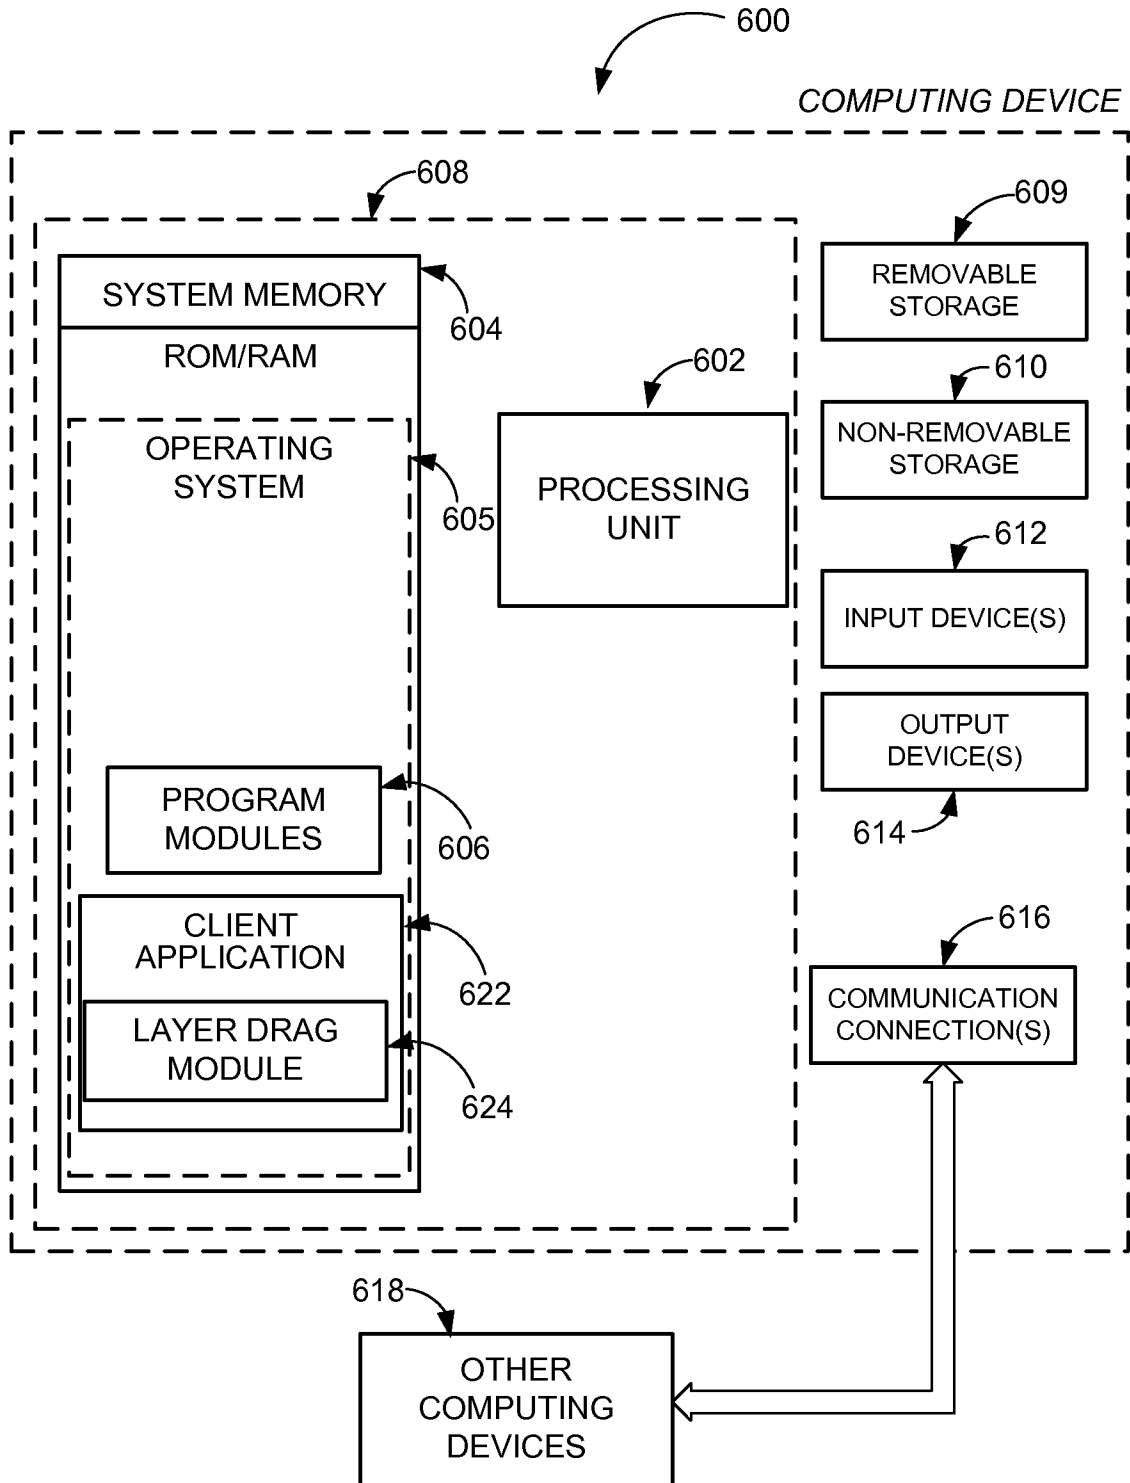 600
COMPUTING DEVICE
608
SYSTEM MEMORY
604
ROM/RAM
OPERATING
SYSTEM
605
PROGRAM
MODULES
606
CLIENT
APPLICATION
622
LAYER DRAG
MODULE
624
602
PROCESSING
UNIT
609
REMOVABLE
STORAGE
610
NON-REMOVABLE
STORAGE
612
INPUT DEVICE(S)
OUTPUT
DEVICE(S)
614
616
COMMUNICATION
CONNECTION(S)
618
OTHER
COMPUTING
DEVICES